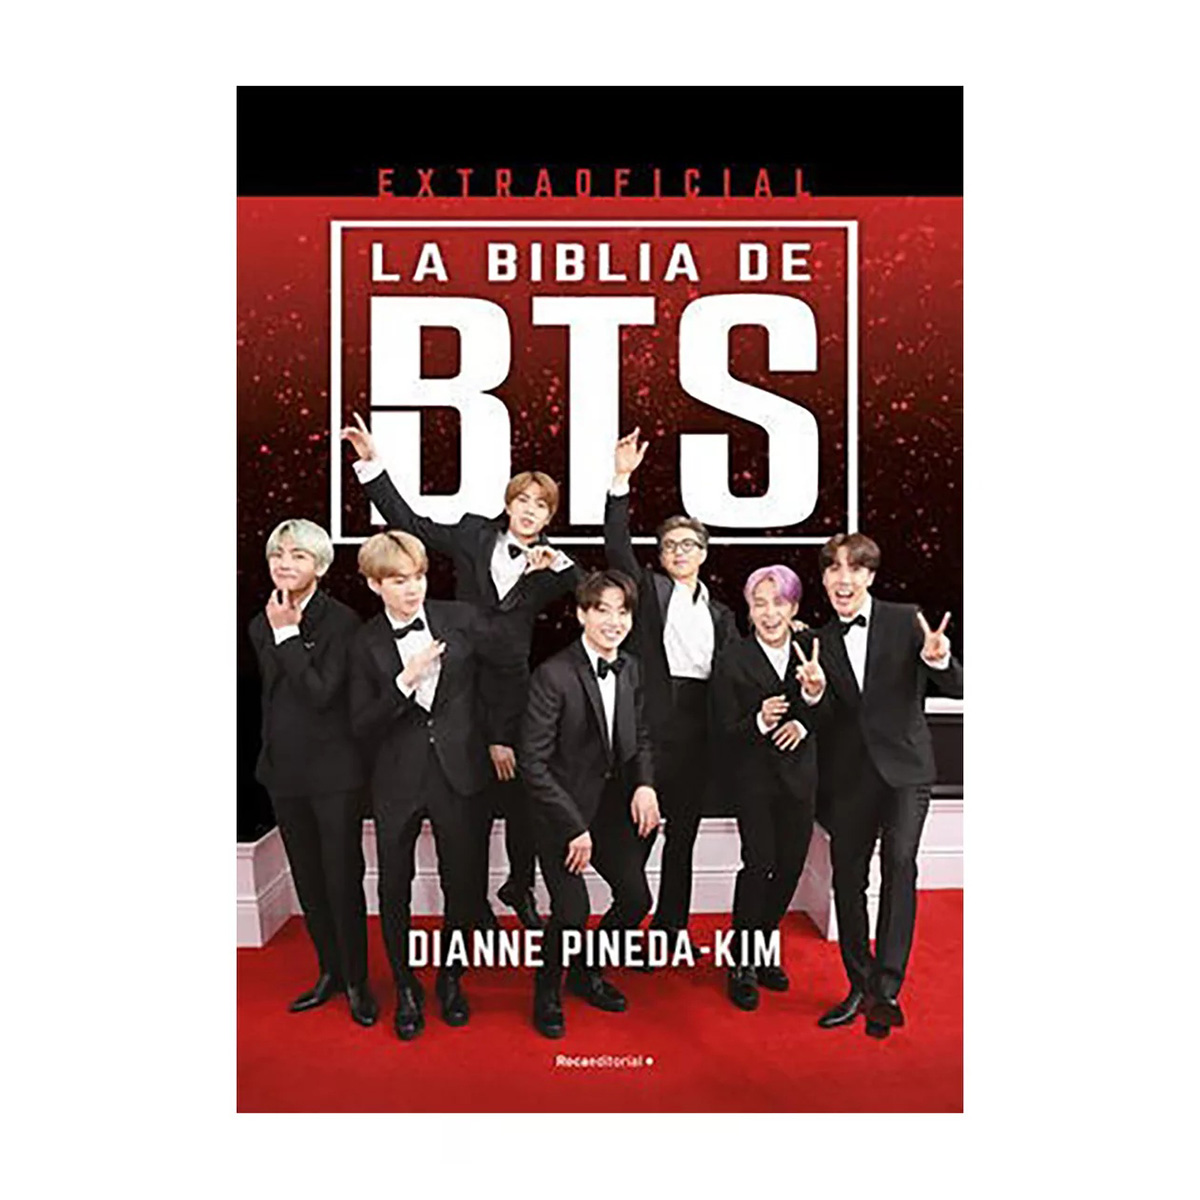 EXTRAOFICIAL
LA BIBLIA DE
BTS
DIANNE PINEDA-KIM
Rocaeditorial